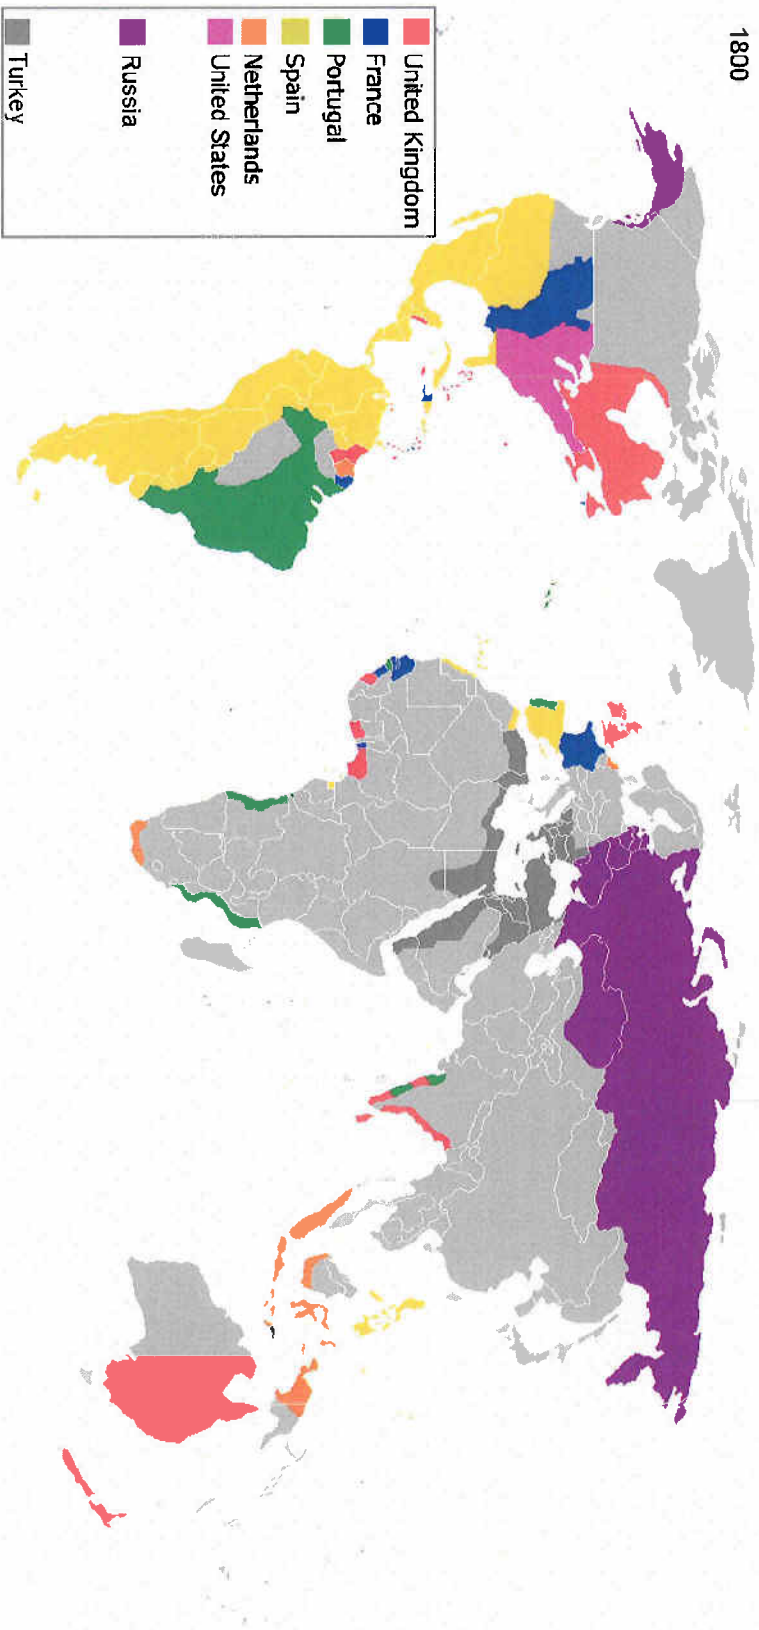 1800
United Kingdom
France
Portugal
Spain
Netherlands
United States
Russia
Turkey